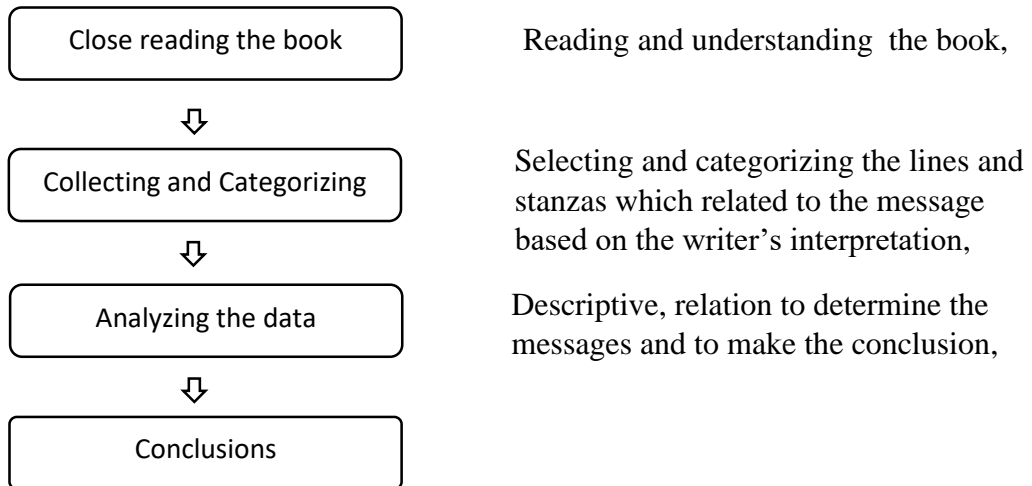 Close reading the book
Reading and understanding the book,
Collecting and Categorizing
Selecting and categorizing the lines and
stanzas which related to the message
based on the writer’s interpretation,
Analyzing the data
Descriptive, relation to determine the
messages and to make the conclusion,
Conclusions